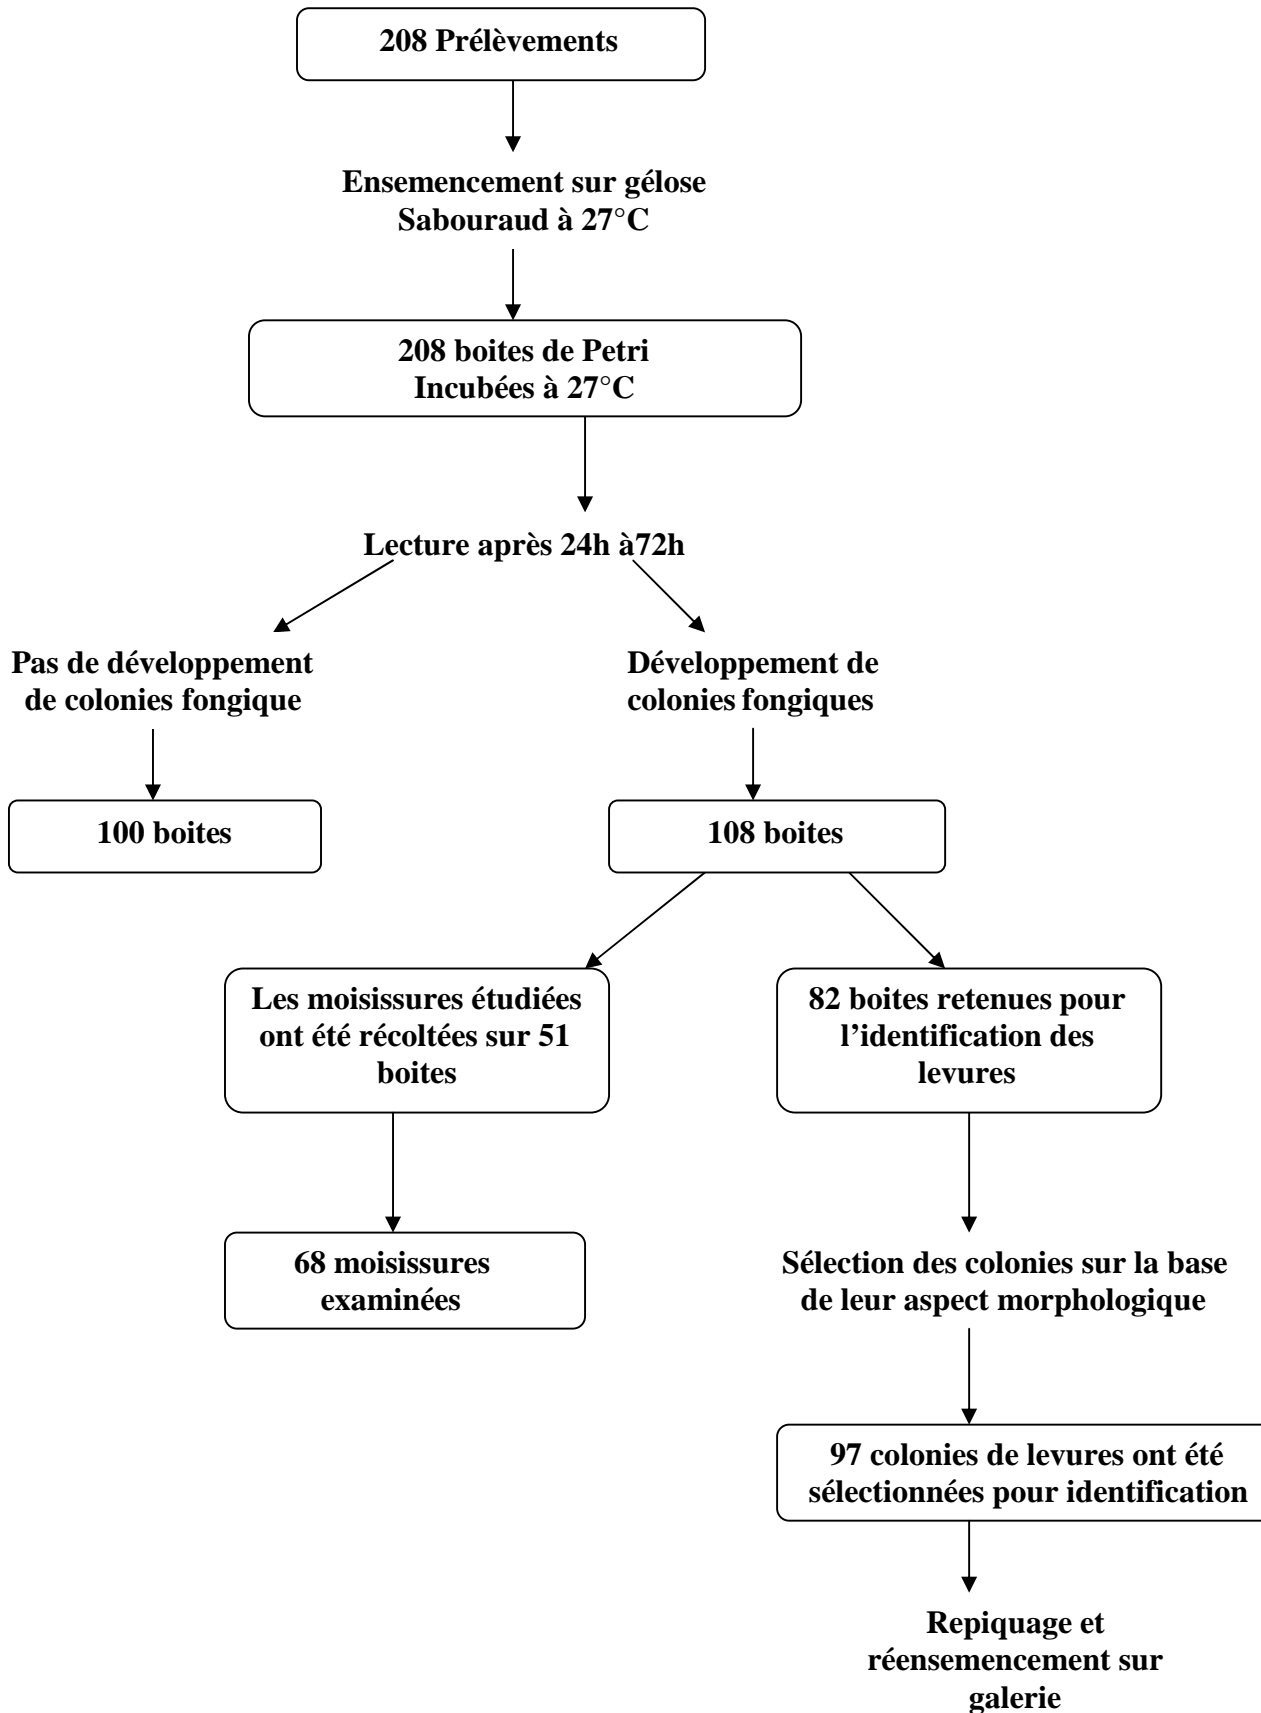 208 Prélèvements
Ensemencement sur gélose
Sabouraud à 27°C
208 boites de Petri
Incubées à 27°C
Lecture après 24h à72h
Pas de développement
de colonies fongique
Développement de
colonies fongiques
100 boites
108 boites
Les moisissures étudiées
ont été récoltées sur 51
boites
82 boites retenues pour
l’identification des
levures
68 moisissures
examinées
Sélection des colonies sur la base
de leur aspect morphologique
97 colonies de levures ont été
sélectionnées pour identification
Repiquage et
réensemencement sur
galerie